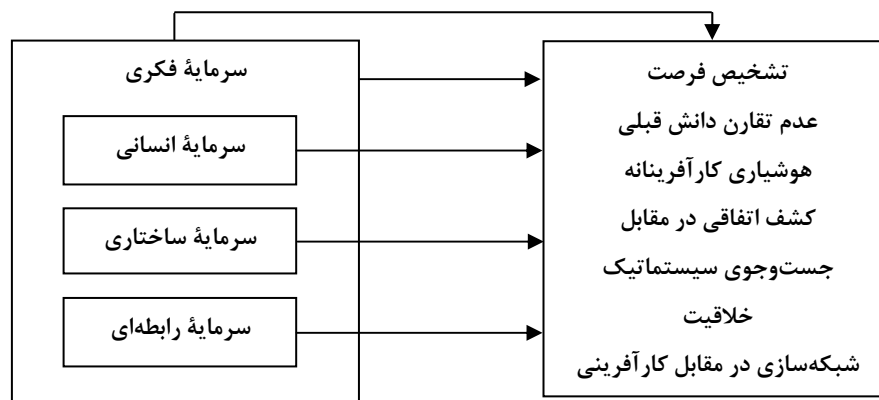 سرمایهٔ فکری
سرمایهٔ انسانی
سرمایهٔ ساختاری
سرمایهٔ رابطه‌ای
تشخیص فرصت
عدم تقارن دانش قبلی
هوشیاری کارآفرینانه
کشف اتفاقی در مقابل
جست‌وجوی سیستماتیک
خلاقیت
شبکه‌سازی در مقابل کارآفرینی